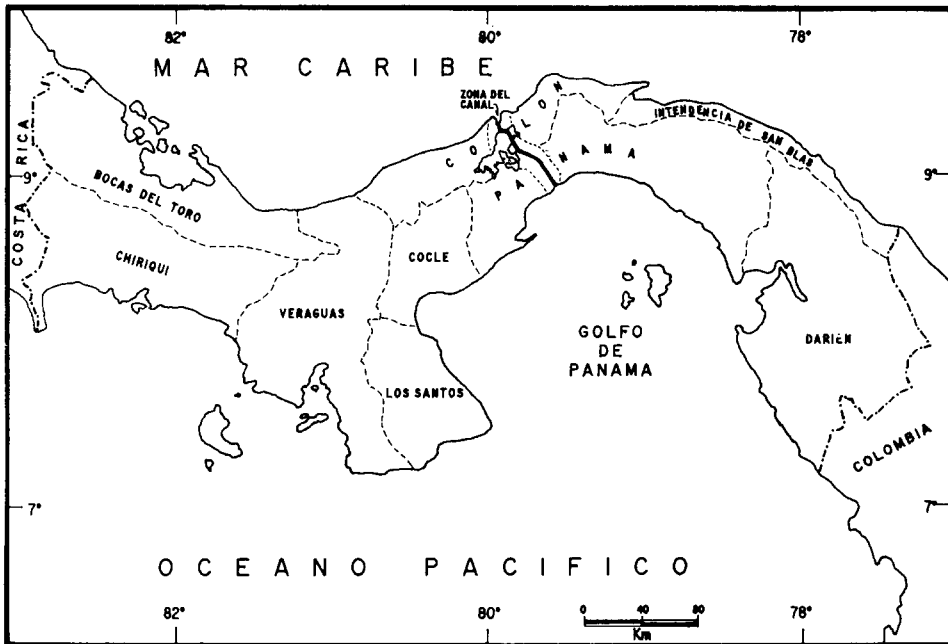 82°
80°
78°
MAR CARIBE
ZONA DEL
CANAL
COLON
INTENDENCIA DE SAN BLAS
PANAMA
9°
9°
COSTA RICA
BOCAS DEL TORO
CHIRIQUI
COCLE
VERAGUAS
GOLFO
DE
PANAMA
DARIEN
LOS SANTOS
COLOMBIA
7°
7°
OCEANO PACIFICO
0 40 80
Km
82°
80°
78°